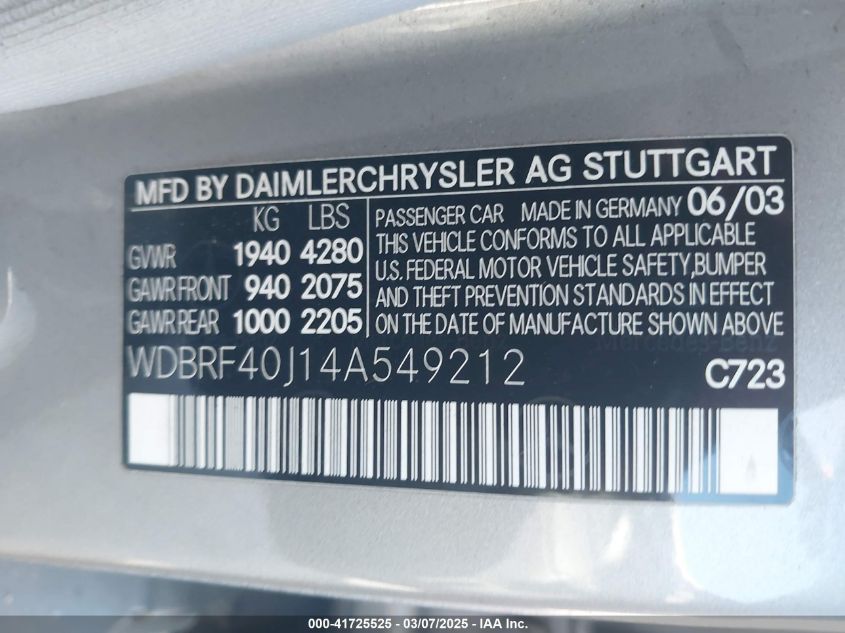 MFD BY DAIMLERCHRYSLER AG STUTTGART
KG LBS
GVWR 1940 4280
GAWR FRONT 940 2075
GAWR REAR 1000 2205
PASSENGER CAR MADE IN GERMANY 06/03
THIS VEHICLE CONFORMS TO ALL APPLICABLE
U.S. FEDERAL MOTOR VEHICLE SAFETY,BUMPER
AND THEFT PREVENTION STANDARDS IN EFFECT
ON THE DATE OF MANUFACTURE SHOWN ABOVE
Mercedes-Benz
WDBRF40J14A549212
C723
000-41725525 - 03/07/2025 - IAA Inc.